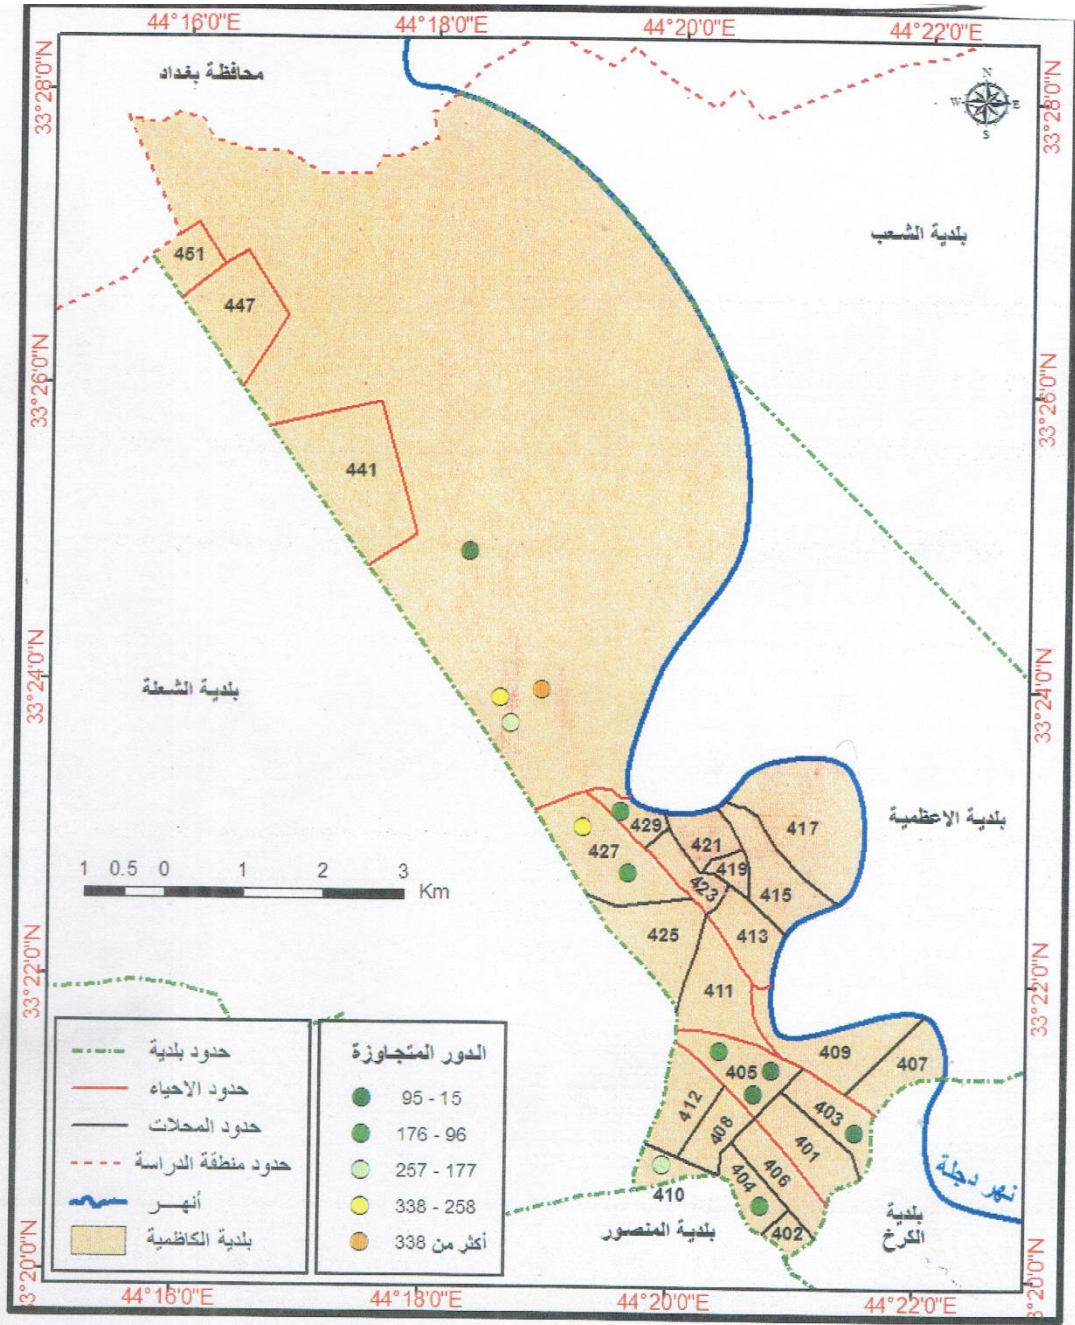 44°16'0"E
44°18'0"E
44°20'0"E
44°22'0"E
33°28'0"N
33°28'0"N
محافظة بغداد
N
W
E
S
بلدية الشعب
451
447
33°26'0"N
33°26'0"N
441
33°24'0"N
33°24'0"N
بلدية الشعلة
بلدية الاعظمية
417
429
421
427
419
423
415
1 0.5 0 1 2 3
Km
425
413
411
33°22'0"N
33°22'0"N
409
407
405
403
412
408
401
406
404
410
402
بلدية المنصور
بلدية
الكرخ
نهر دجلة
حدود بلدية
حدود الاحياء
حدود المحلات
حدود منطقة الدراسة
أنهـــر
بلدية الكاظمية
الدور المتجاوزة
15 - 95
96 - 176
177 - 257
258 - 338
أكثر من 338
33°20'0"N
33°20'0"N
44°16'0"E
44°18'0"E
44°20'0"E
44°22'0"E